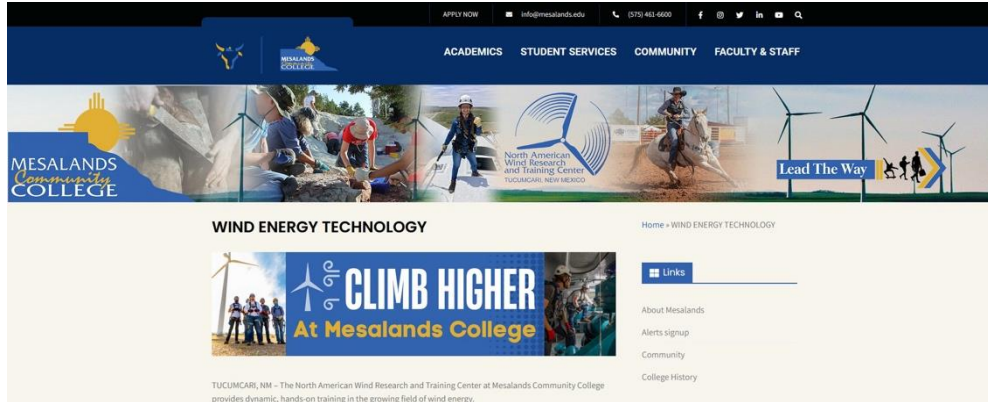 APPLY NOW info@mesalands.edu (575) 461-6600
MESALANDS
COMMUNITY
COLLEGE
ACADEMICS STUDENT SERVICES COMMUNITY FACULTY & STAFF
MESALANDS
Community
COLLEGE
North American
Wind Research
and Training Center
TUCUMCARI, NEW MEXICO
Lead The Way
WIND ENERGY TECHNOLOGY
Home » WIND ENERGY TECHNOLOGY
CLIMB HIGHER
At Mesalands College
TUCUMCARI, NM – The North American Wind Research and Training Center at Mesalands Community College
provides dynamic, hands-on training in the growing field of wind energy.
Links
About Mesalands
Alerts signup
Community
College History